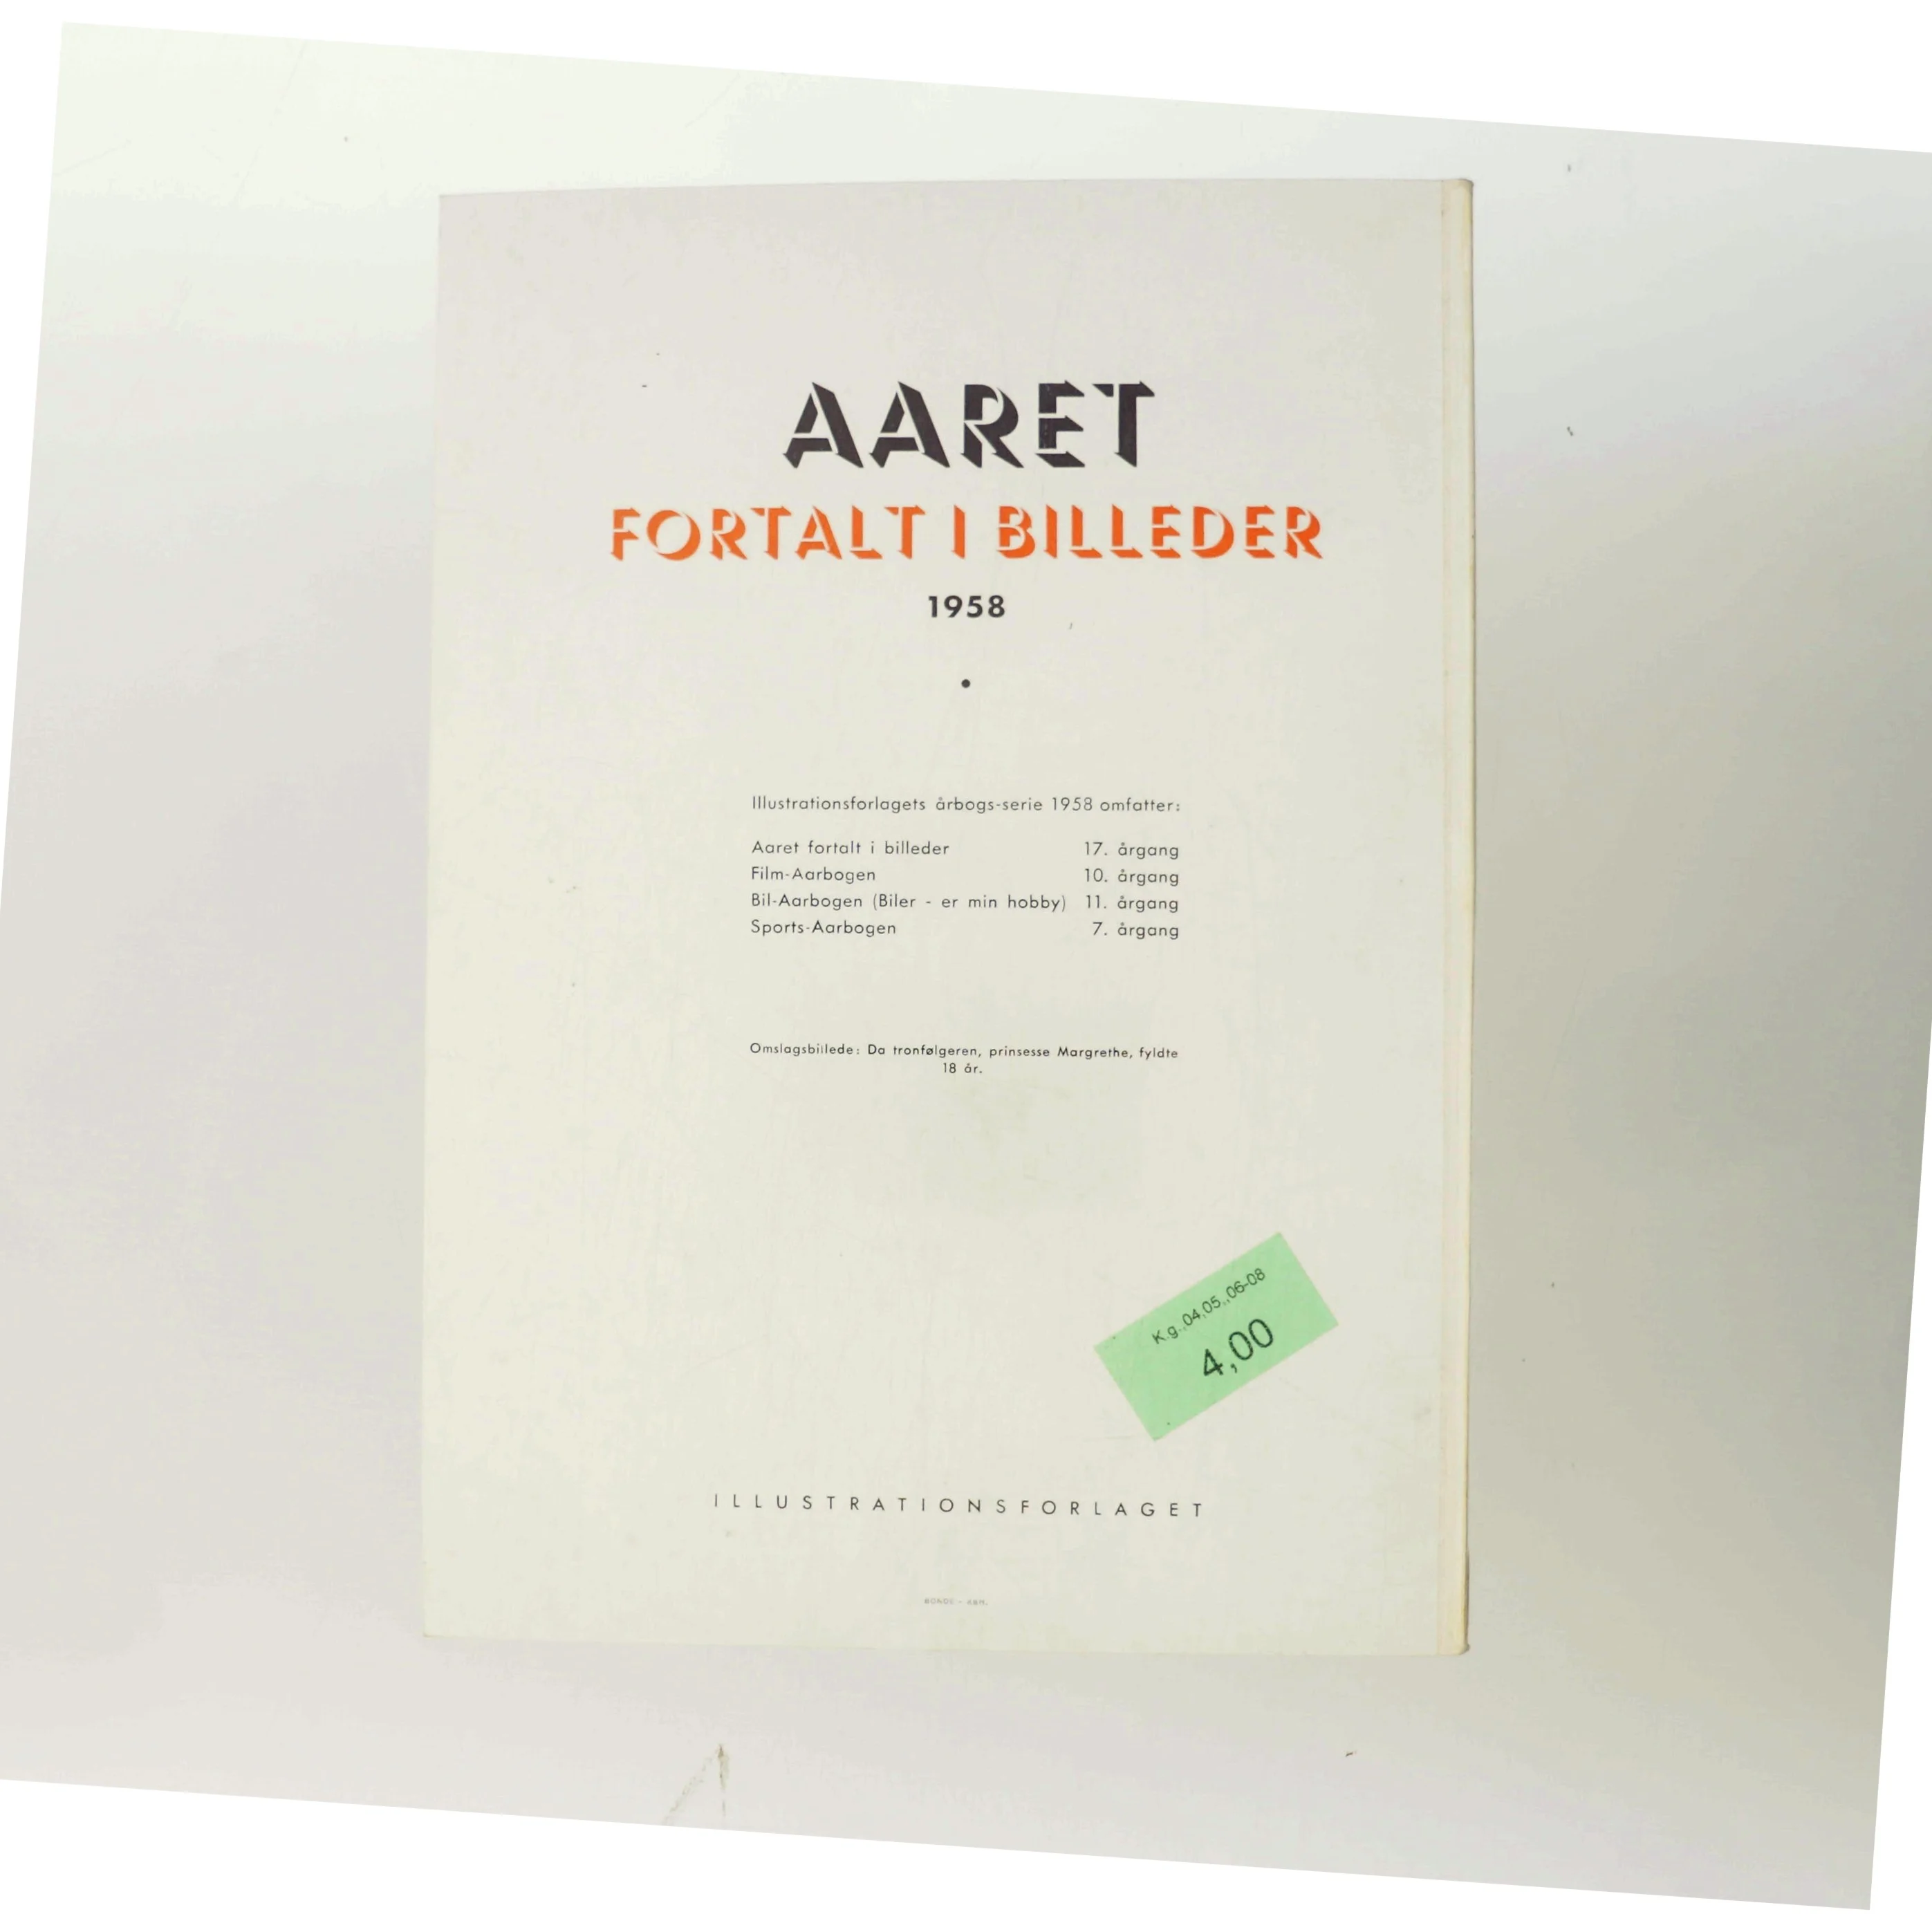 AARET
FORTALT I BILLEDER
1958
•
Illustrationsforlagets årbogs-serie 1958 omfatter:
Aaret fortalt i billeder 17. årgang
Film-Aarbogen 10. årgang
Bil-Aarbogen (Biler - er min hobby) 11. årgang
Sports-Aarbogen 7. årgang
Omslagsbillede: Da tronfølgeren, prinsesse Margrethe, fyldte
18 år.
K.g.,04,05,,06-08
4,00
ILLUSTRATIONSFORLAGET